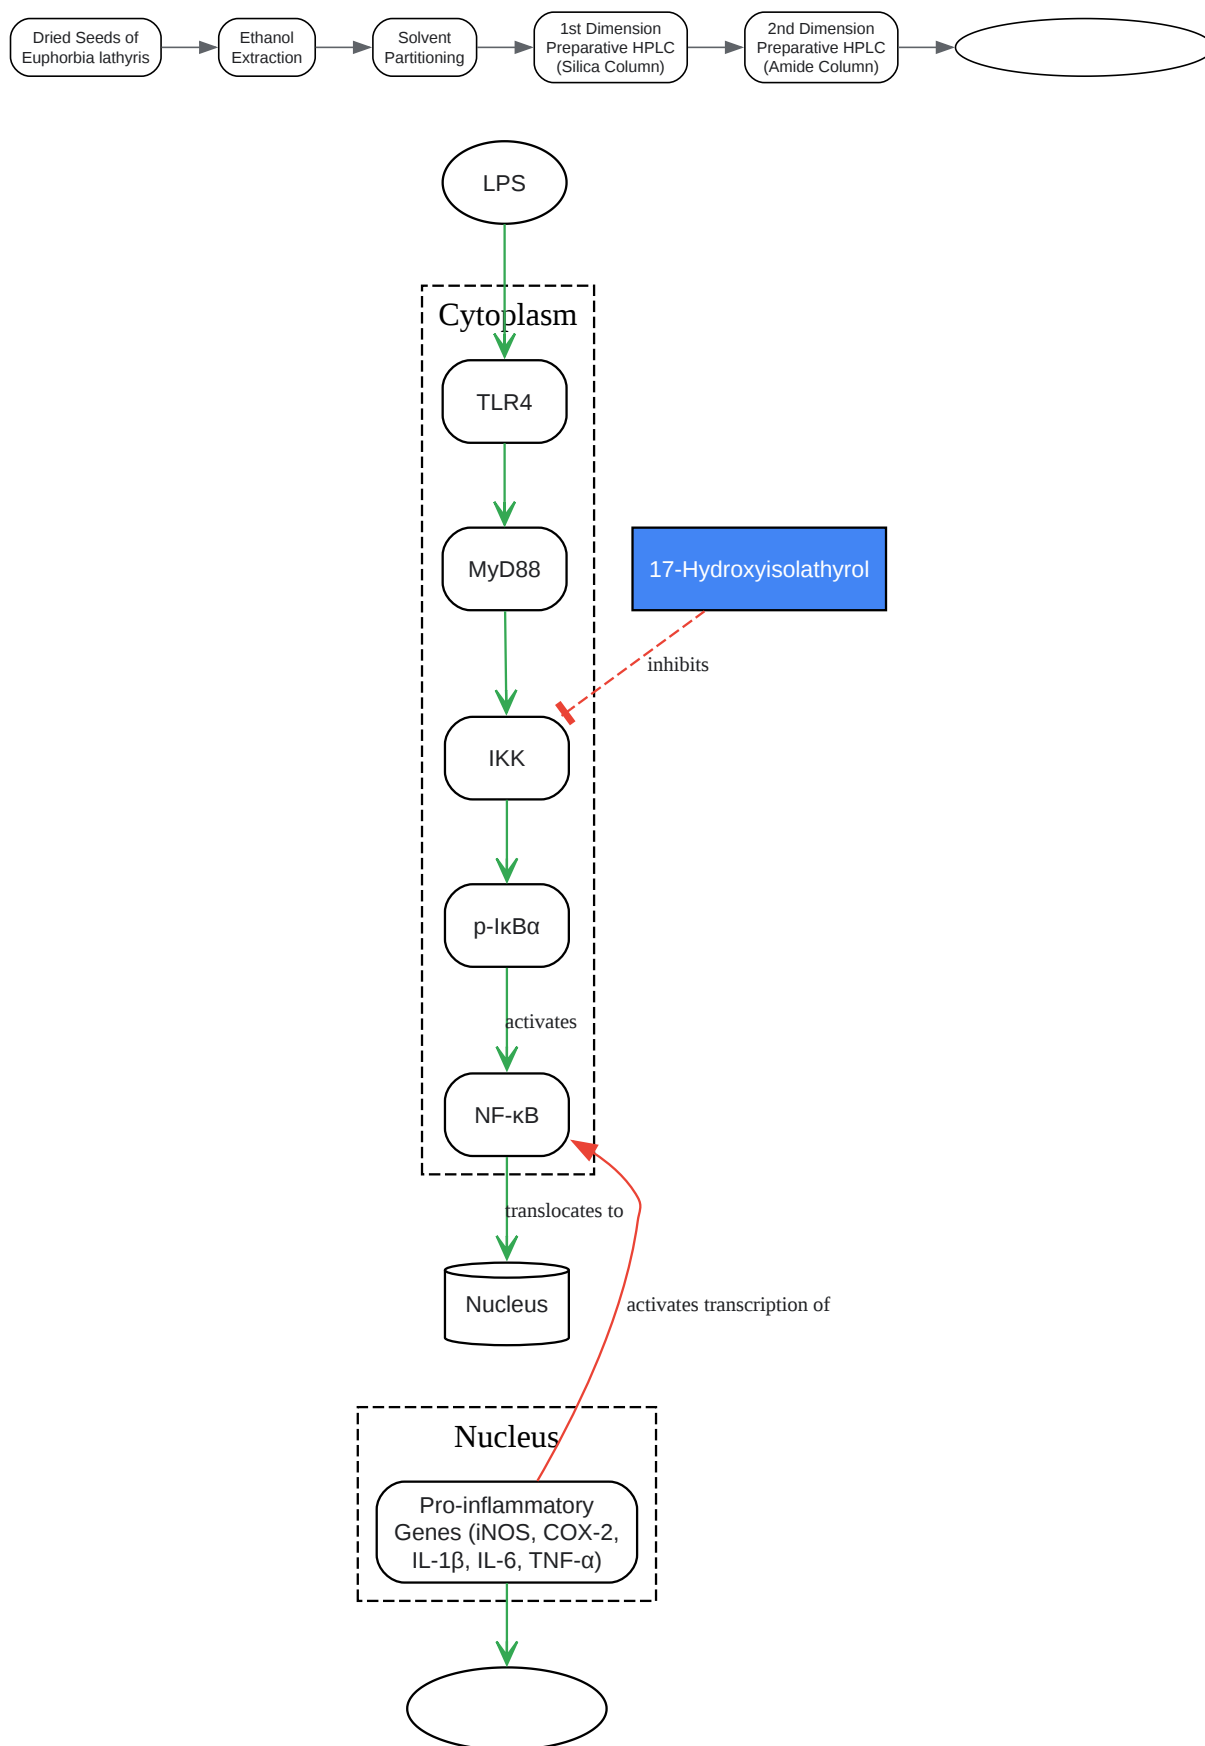 Dried Seeds of
Euphorbia lathyris
Ethanol
Extraction
Solvent
Partitioning
1st Dimension
Preparative HPLC
(Silica Column)
2nd Dimension
Preparative HPLC
(Amide Column)
LPS
Cytoplasm
TLR4
MyD88
17-Hydroxyisolathyrol
inhibits
IKK
p-IκBα
activates
NF-κB
translocates to
Nucleus
activates transcription of
Nucleus
Pro-inflammatory
Genes (iNOS, COX-2,
IL-1β, IL-6, TNF-α)